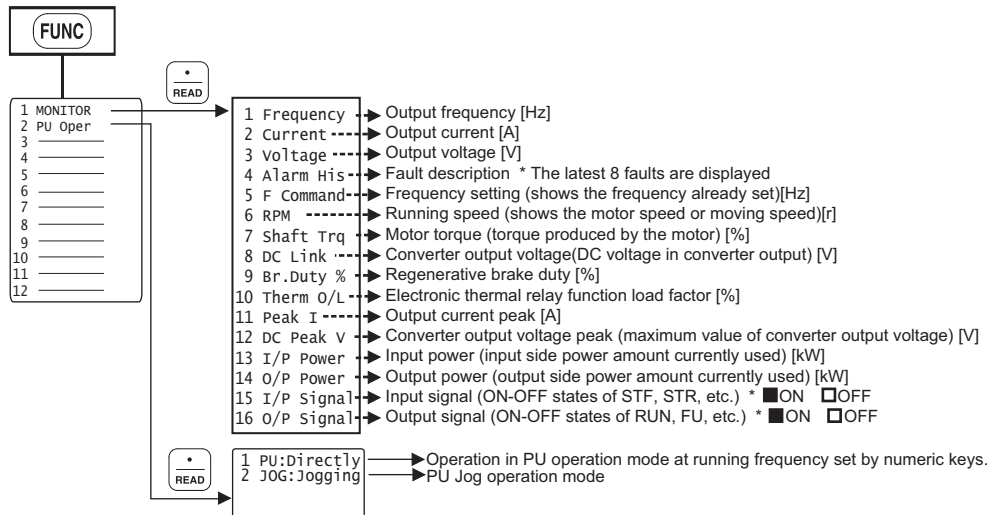 FUNC
•
READ
1 MONITOR
2 PU Oper
3
4
5
6
7
8
9
10
11
12
1 Frequency Output frequency [Hz]
2 Current Output current [A]
3 Voltage Output voltage [V]
4 Alarm His Fault description * The latest 8 faults are displayed
5 F Command Frequency setting (shows the frequency already set)[Hz]
6 RPM Running speed (shows the motor speed or moving speed)[r]
7 Shaft Trq Motor torque (torque produced by the motor) [%]
8 DC Link Converter output voltage(DC voltage in converter output) [V]
9 Br.Duty % Regenerative brake duty [%]
10 Therm O/L Electronic thermal relay function load factor [%]
11 Peak I Output current peak [A]
12 DC Peak V Converter output voltage peak (maximum value of converter output voltage) [V]
13 I/P Power Input power (input side power amount currently used) [kW]
14 O/P Power Output power (output side power amount currently used) [kW]
15 I/P Signal Input signal (ON-OFF states of STF, STR, etc.) * ■ON □OFF
16 O/P Signal Output signal (ON-OFF states of RUN, FU, etc.) * ■ON □OFF
•
READ
1 PU:Directly Operation in PU operation mode at running frequency set by numeric keys.
2 JOG:Jogging PU Jog operation mode